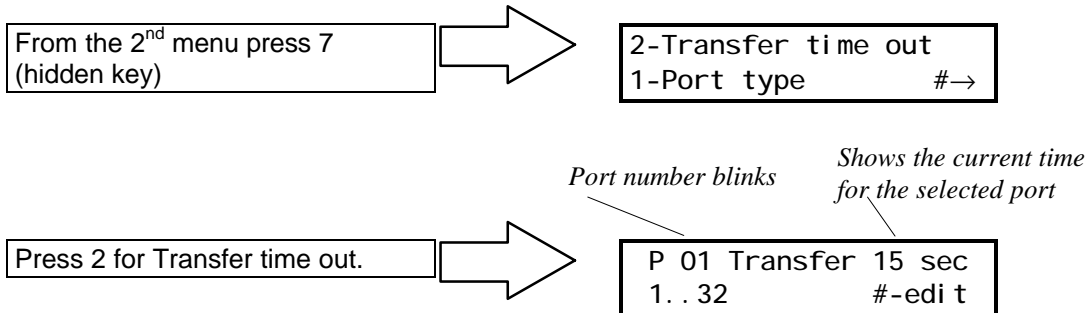 From the 2nd menu press 7
(hidden key)
2-Transfer time out
1-Port type #→
Port number blinks
Shows the current time
for the selected port
Press 2 for Transfer time out.
P 01 Transfer 15 sec
1..32 #-edit